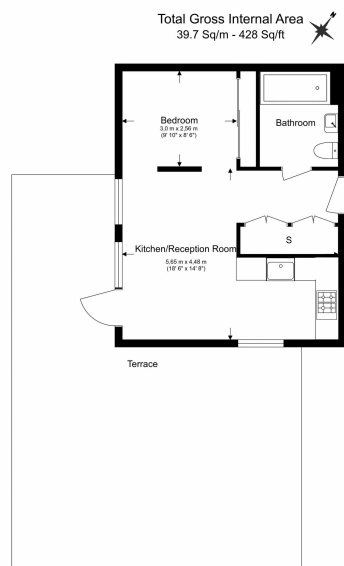 Total Gross Internal Area
39.7 Sq/m - 428 Sq/ft
N
Bedroom
3,0 m x 2,56 m
(9' 10" x 8' 6")
Bathroom
S
Kitchen/Reception Room
5,65 m x 4,48 m
(18' 6" x 14' 8")
Terrace